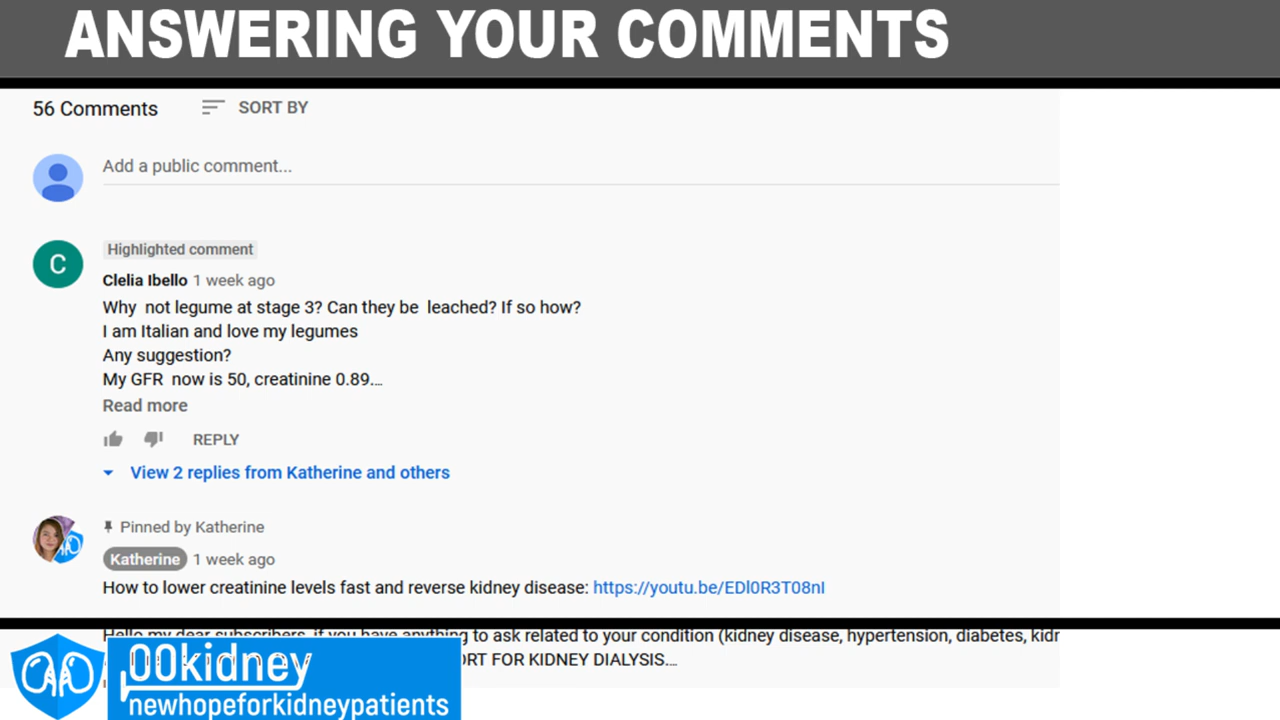 ANSWERING YOUR COMMENTS
56 Comments SORT BY
Add a public comment...
Highlighted comment
C
Clelia Ibello 1 week ago
Why not legume at stage 3? Can they be leached? If so how?
I am Italian and love my legumes
Any suggestion?
My GFR now is 50, creatinine 0.89...
Read more
REPLY
View 2 replies from Katherine and others
Pinned by Katherine
Katherine 1 week ago
How to lower creatinine levels fast and reverse kidney disease: https://youtu.be/EDl0R3T08nI
Hello my dear subscribers, if you have anything to ask related to your condition (kidney disease, hypertension, diabetes, kidr
RT FOR KIDNEY DIALYSIS...
00kidney
newhopeforkidneypatients